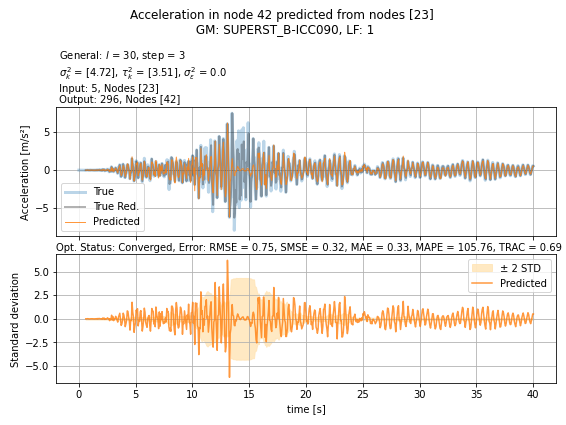 Acceleration in node 42 predicted from nodes [23]
GM: SUPERST_B-ICC090, LF: 1
General: l = 30, step = 3
σ²ₖ = [4.72], τ²ₖ = [3.51], σ²ₑ = 0.0
Input: 5, Nodes [23]
Output: 296, Nodes [42]
Acceleration [m/s²]
5
0
−5
True
True Red.
Predicted
Opt. Status: Converged, Error: RMSE = 0.75, SMSE = 0.32, MAE = 0.33, MAPE = 105.76, TRAC = 0.69
Standard deviation
5.0
2.5
0.0
−2.5
−5.0
± 2 STD
Predicted
0 5 10 15 20 25 30 35 40
time [s]